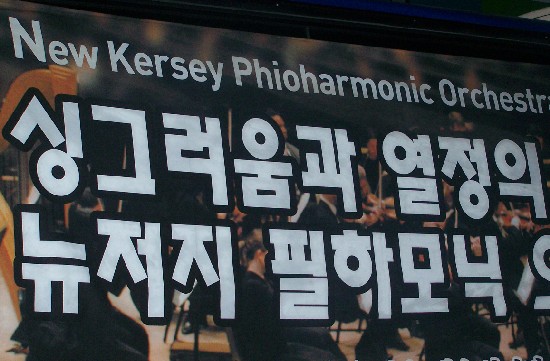 New Kersey Phioharmonic Orchestra
싱그러움과 열정의
뉴저지 필하모닉